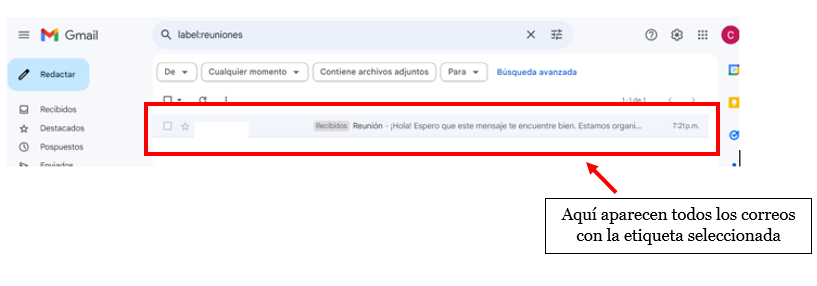 Gmail
label:reuniones
C
Redactar
De
Cualquier momento
Contiene archivos adjuntos
Para
Búsqueda avanzada
Recibidos
1-1 de 1
Destacados
Recibidos Reunión - ¡Hola! Espero que este mensaje te encuentre bien. Estamos organi... 7:21 p.m.
Pospuestos
Enviados
Aquí aparecen todos los correos
con la etiqueta seleccionada